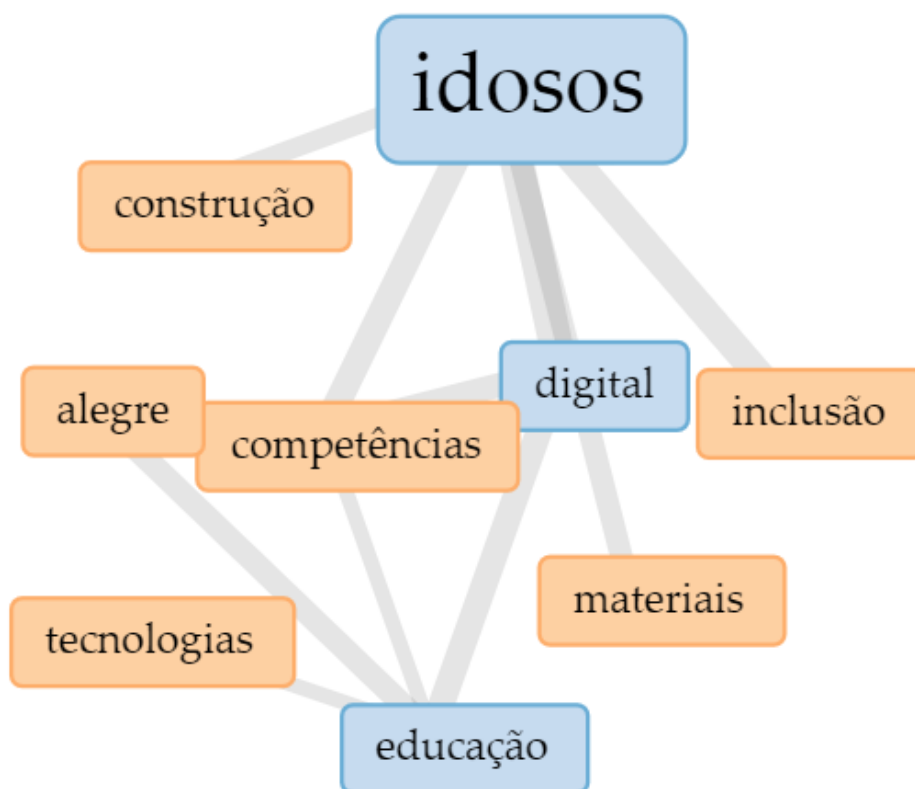 idosos
construção
digital
alegre
inclusão
competências
materiais
tecnologias
educação